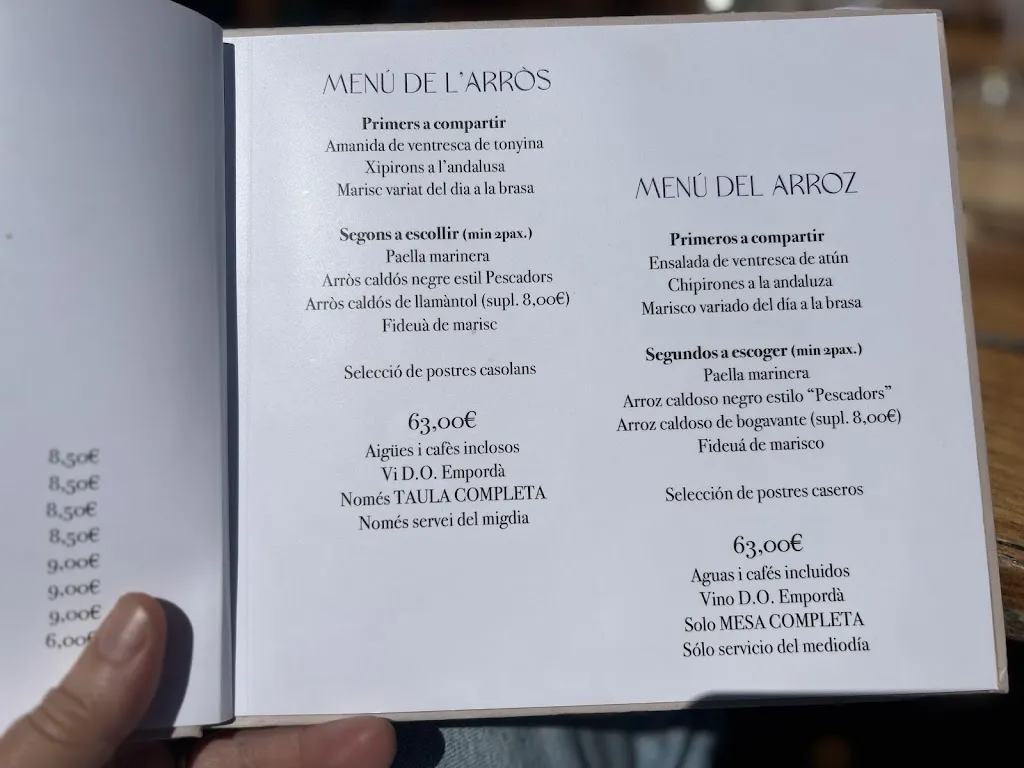 8,50€
8,50€
8,50€
8,50€
9,00€
9,00€
9,00€
6,00€
MENÚ DE L'ARRÒS
Primers a compartir
Amanida de ventresca de tonyina
Xipirons a l'andalusa
Marisc variat del dia a la brasa
Segons a escollir (min 2pax.)
Paella marinera
Arròs caldós negre estil Pescadors
Arròs caldós de llamàntol (supl. 8,00€)
Fideuà de marisc
Selecció de postres casolans
63,00€
Aigües i cafès inclosos
Vi D.O. Empordà
Només TAULA COMPLETA
Només servei del migdia
MENÚ DEL ARROZ
Primeros a compartir
Ensalada de ventresca de atún
Chipirones a la andaluza
Marisco variado del día a la brasa
Segundos a escoger (min 2pax.)
Paella marinera
Arroz caldoso negro estilo “Pescadors”
Arroz caldoso de bogavante (supl. 8,00€)
Fideuá de marisco
Selección de postres caseros
63,00€
Aguas i cafés incluidos
Vino D.O. Empordà
Solo MESA COMPLETA
Sólo servicio del mediodía